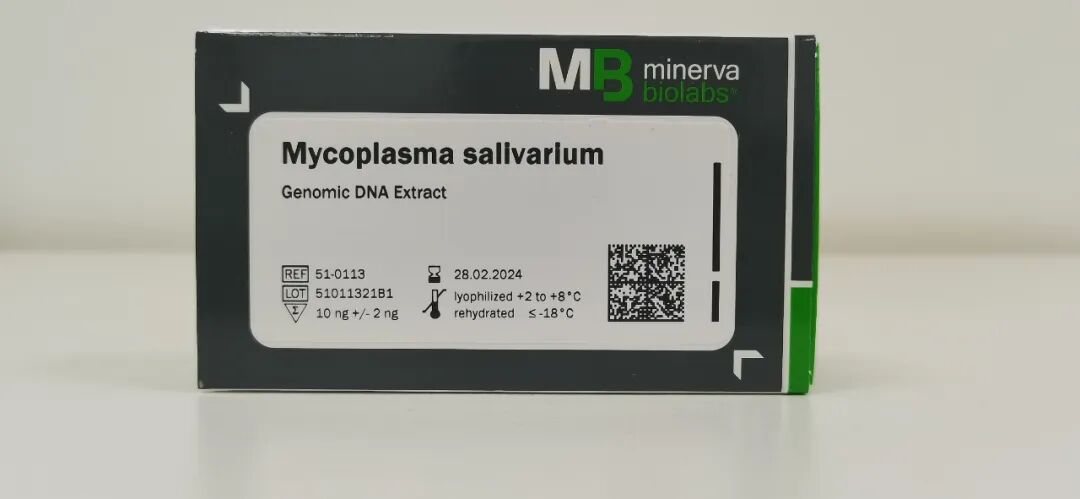 MB minerva
biolabs®
Mycoplasma salivarium
Genomic DNA Extract
REF 51-0113
LOT 51011321B1
Σ 10 ng +/- 2 ng
28.02.2024
lyophilized +2 to +8°C
rehydrated ≤ -18°C